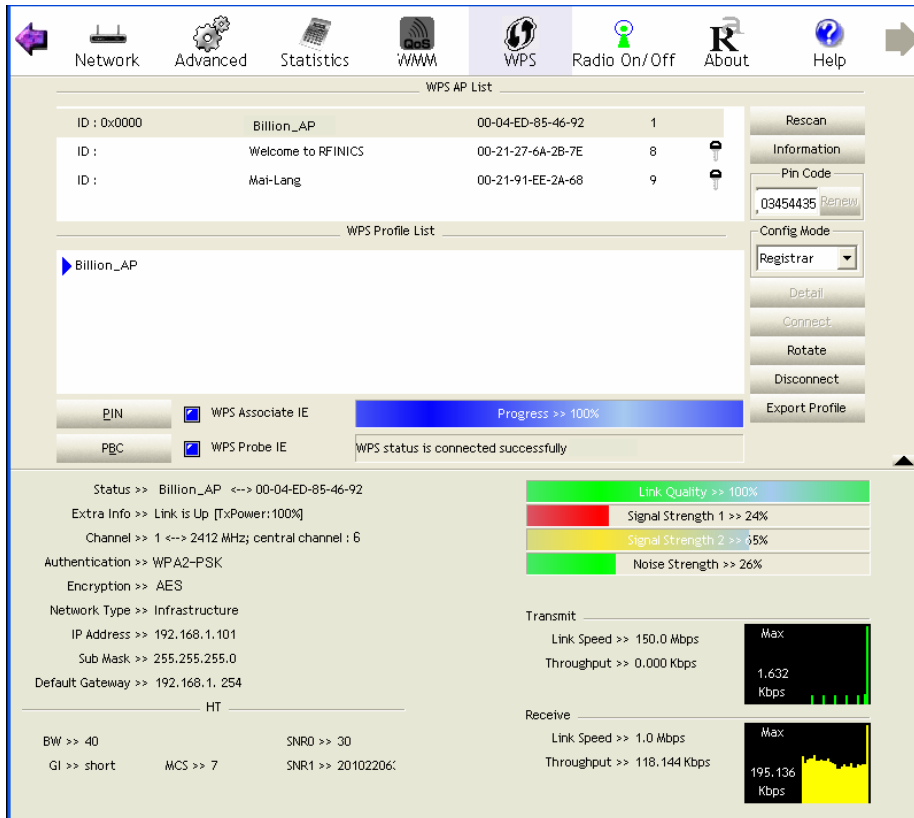 Network Advanced Statistics QoS WMM WPS Radio On/Off R About Help
WPS AP List
ID : 0x0000 Billion_AP 00-04-ED-85-46-92 1
ID : Welcome to RFINICS 00-21-27-6A-2B-7E 8
ID : Mai-Lang 00-21-91-EE-2A-68 9
Rescan
Information
Pin Code
03454435 Renew
WPS Profile List
Billion_AP
Config Mode
Registrar
Detail
Connect
Rotate
Disconnect
Export Profile
PIN WPS Associate IE Progress >> 100%
PBC WPS Probe IE WPS status is connected successfully
Status >> Billion_AP <--> 00-04-ED-85-46-92
Extra Info >> Link is Up [TxPower:100%]
Channel >> 1 <--> 2412 MHz; central channel : 6
Authentication >> WPA2-PSK
Encryption >> AES
Network Type >> Infrastructure
IP Address >> 192.168.1.101
Sub Mask >> 255.255.255.0
Default Gateway >> 192.168.1. 254
HT
BW >> 40 SNR0 >> 30
GI >> short MCS >> 7 SNR1 >> 20102206
Link Quality >> 100%
Signal Strength 1 >> 24%
Signal Strength 2 >> 65%
Noise Strength >> 26%
Transmit
Link Speed >> 150.0 Mbps
Throughput >> 0.000 Kbps
Max
1.632
Kbps
Receive
Link Speed >> 1.0 Mbps
Throughput >> 118.144 Kbps
Max
195.136
Kbps